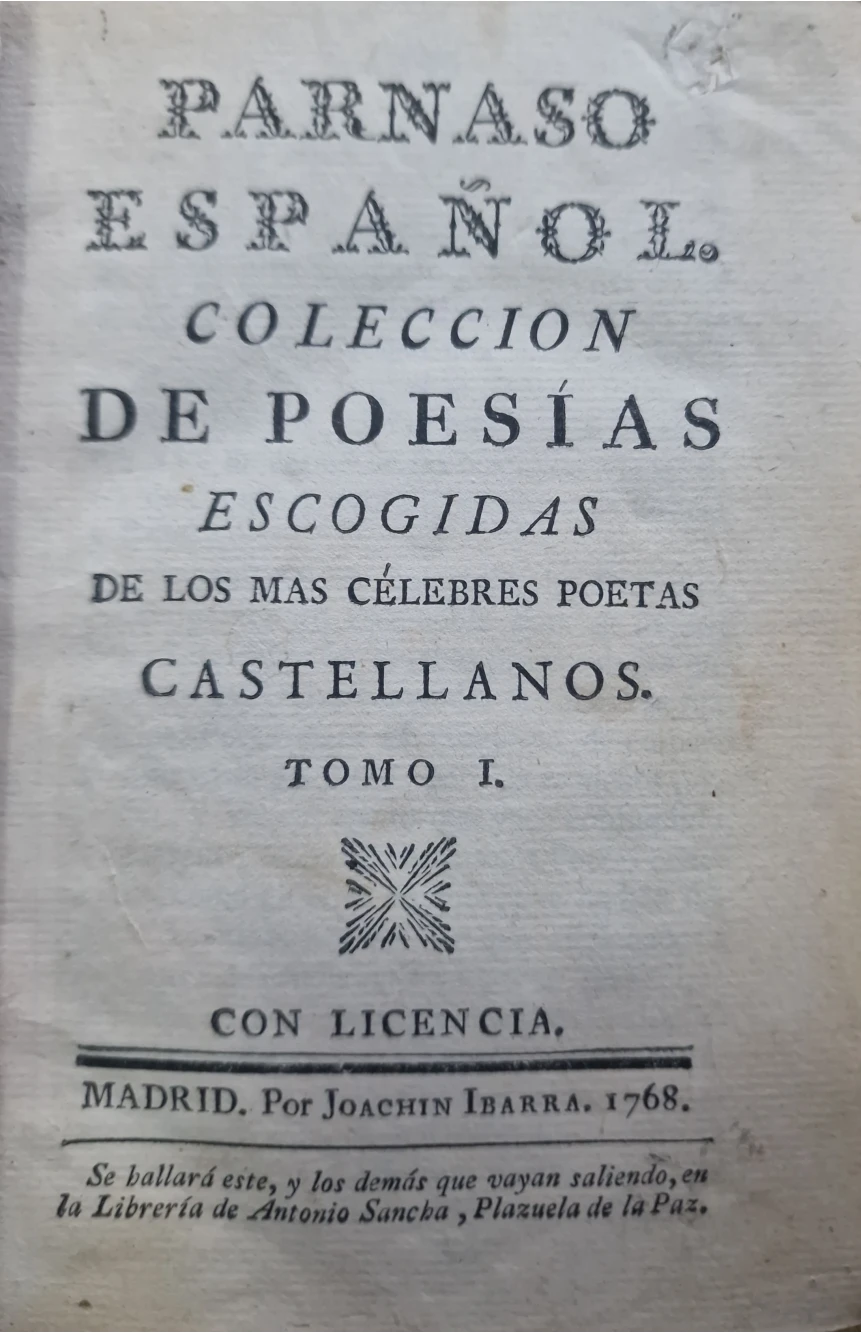 PARNASO
ESPAÑOL.
COLECCION
DE POESÍAS
ESCOGIDAS
DE LOS MAS CÉLEBRES POETAS
CASTELLANOS.
TOMO I.
CON LICENCIA.
MADRID. Por JOACHIN IBARRA. 1768.
Se hallará este, y los demás que vayan saliendo, en
la Librería de Antonio Sancha, Plazuela de la Paz.